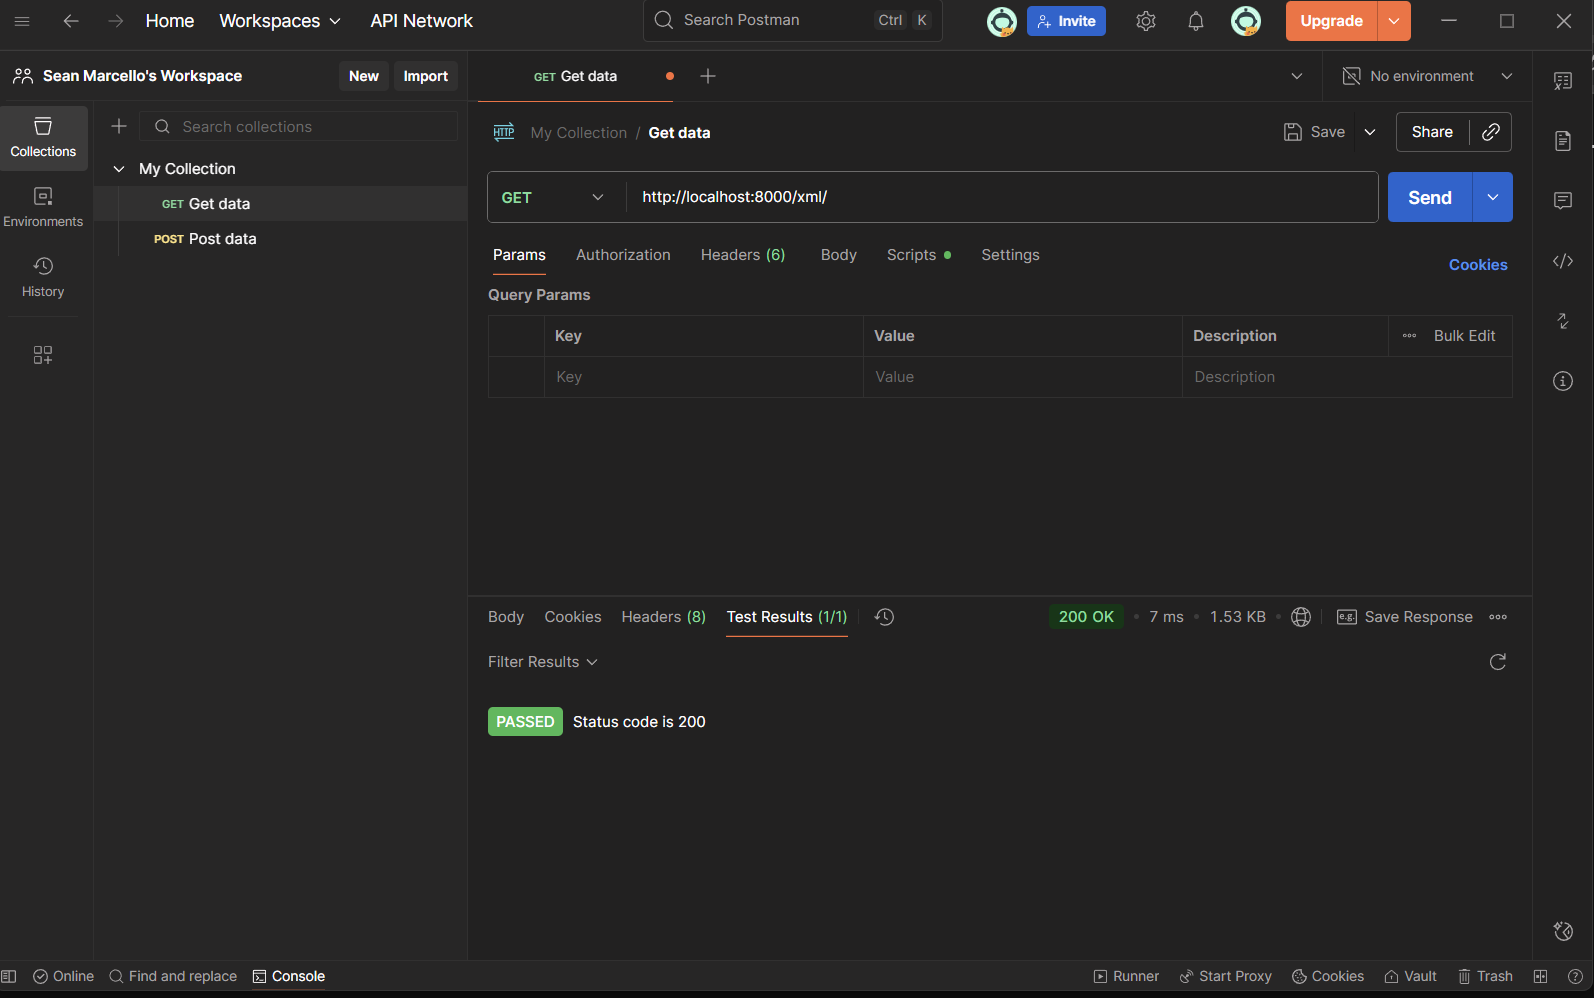 Home Workspaces API Network Search Postman Ctrl K Invite Upgrade
Sean Marcello's Workspace New Import GET Get data No environment
Collections
Environments
History
Search collections
My Collection
GET Get data
POST Post data
HTTP My Collection / Get data Save Share
GET http://localhost:8000/xml/ Send
Params Authorization Headers (6) Body Scripts Settings Cookies
Query Params
Key Value Description Bulk Edit
Key Value Description
Body Cookies Headers (8) Test Results (1/1) 200 OK 7 ms 1.53 KB e.g. Save Response
Filter Results
PASSED Status code is 200
Online Find and replace Console Runner Start Proxy Cookies Vault Trash